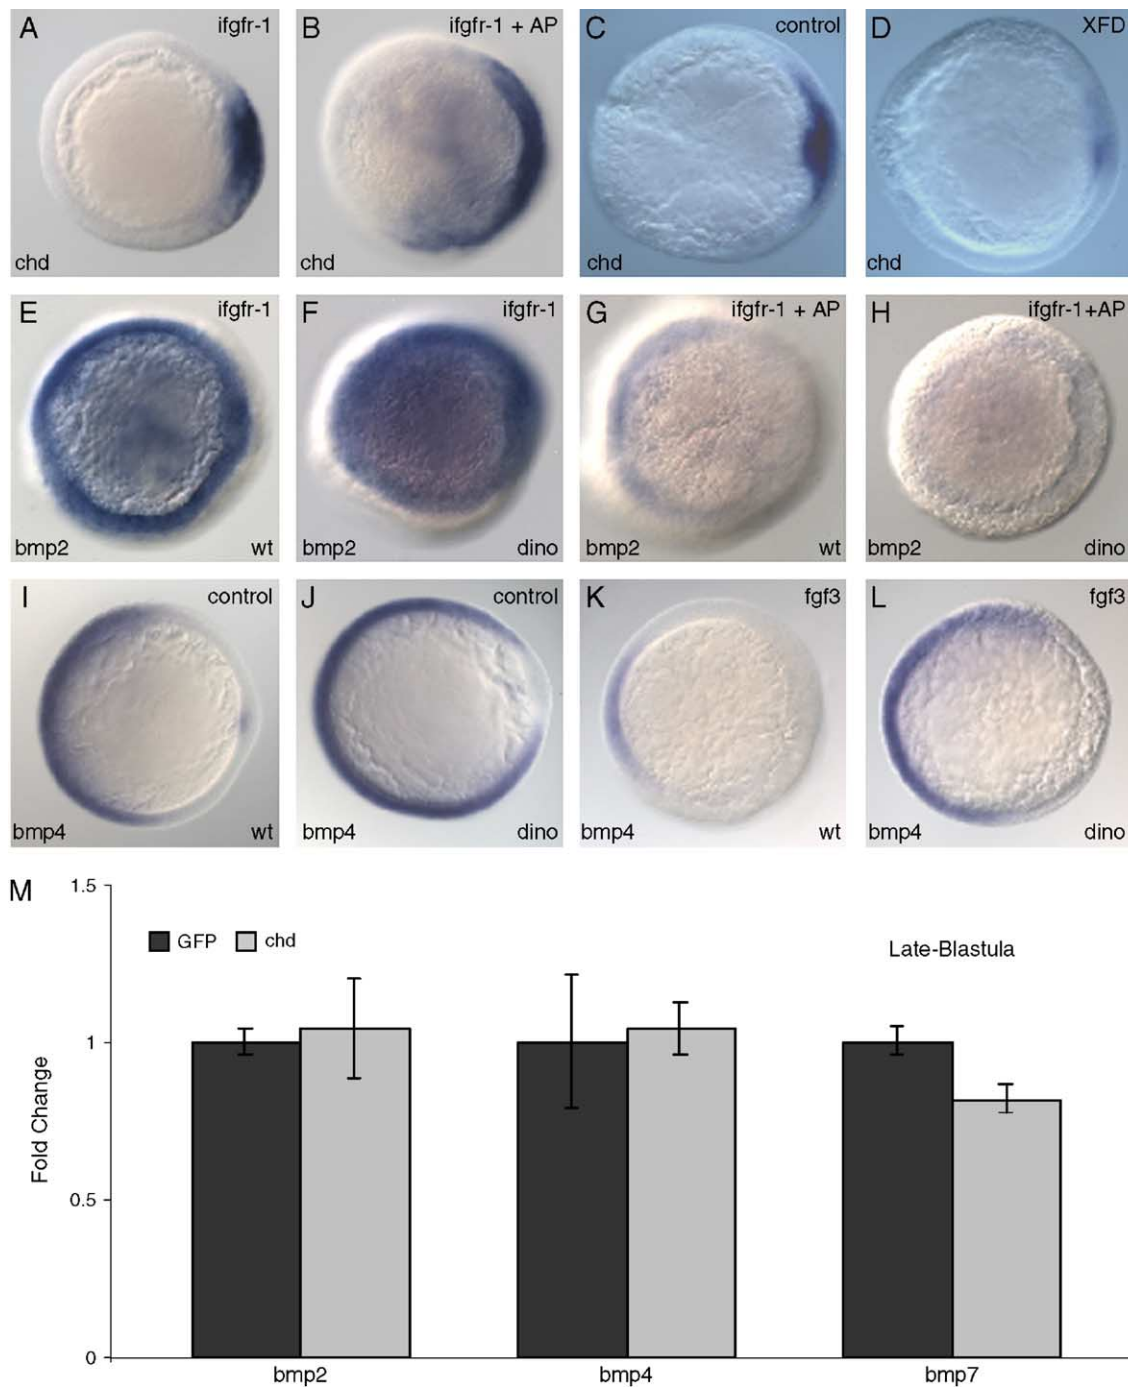 A ifgfr-1 B ifgfr-1 + AP C control D XFD
chd chd chd chd
E ifgfr-1 F ifgfr-1 G ifgfr-1 + AP H ifgfr-1+AP
bmp2 wt bmp2 dino bmp2 wt bmp2 dino
I control J control K fgf3 L fgf3
bmp4 wt bmp4 dino bmp4 wt bmp4 dino
M
1.5
GFP chd
Late-Blastula
1
Fold Change
0.5
0
bmp2 bmp4 bmp7